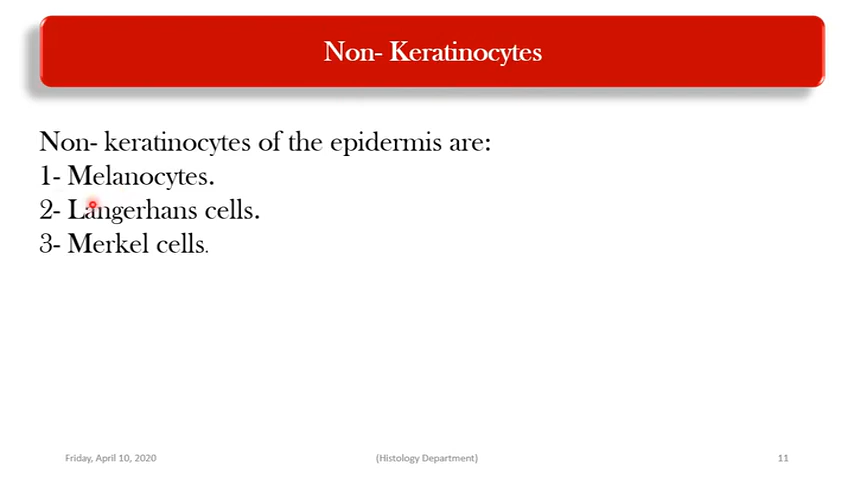 Non- Keratinocytes
Non- keratinocytes of the epidermis are:
1- Melanocytes.
2- Langerhans cells.
3- Merkel cells.
Friday, April 10, 2020
(Histology Department)
11